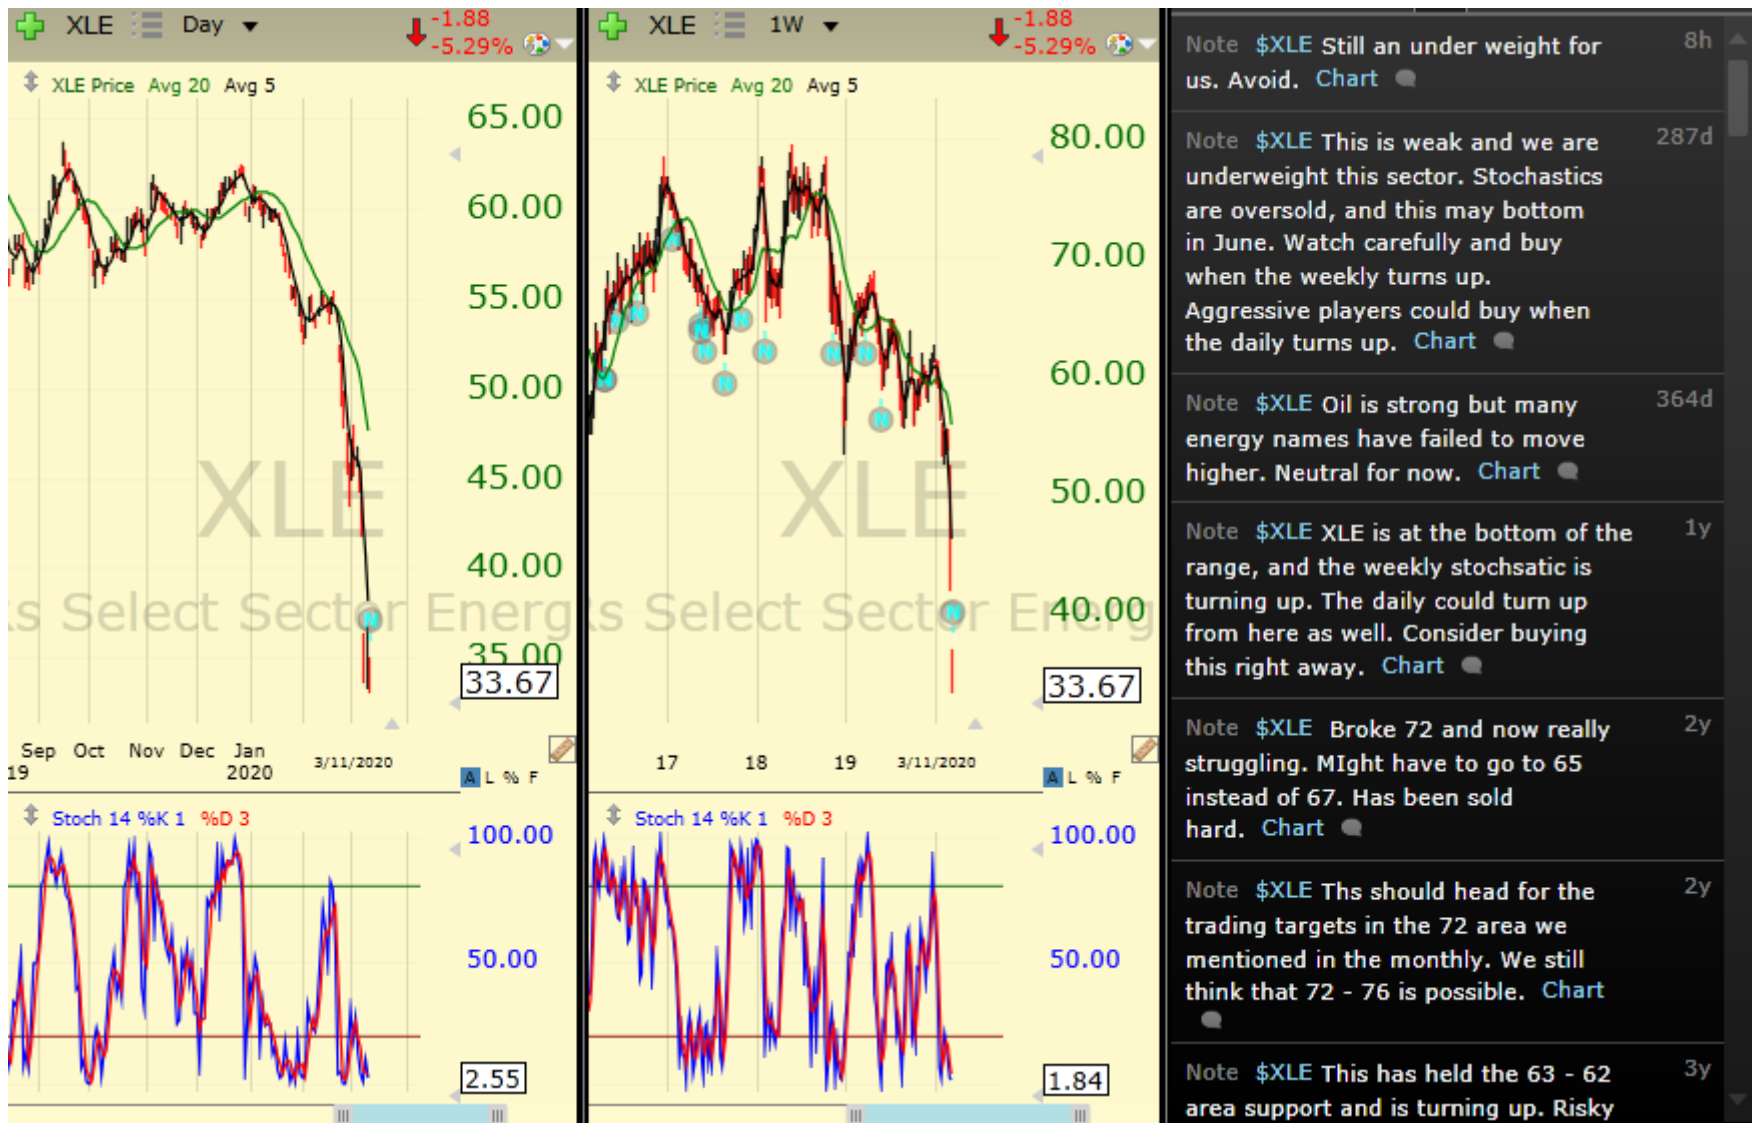 XLE Day -1.88
-5.29%
XLE Price Avg 20 Avg 5
65.00
60.00
55.00
50.00
45.00
40.00
35.00
33.67
XLE
Rs Select Sector Energ
Sep Oct Nov Dec Jan
19 2020 3/11/2020
A L % F
Stoch 14 %K 1 %D 3
100.00
50.00
2.55
XLE 1W -1.88
-5.29%
XLE Price Avg 20 Avg 5
80.00
70.00
60.00
50.00
40.00
33.67
XLE
Rs Select Sector Energ
N N N N N N N N N N N N N N
17 18 19 3/11/2020
A L % F
Stoch 14 %K 1 %D 3
100.00
50.00
1.84
Note $XLE Still an under weight for 8h
us. Avoid. Chart
Note $XLE This is weak and we are 287d
underweight this sector. Stochastics
are oversold, and this may bottom
in June. Watch carefully and buy
when the weekly turns up.
Aggressive players could buy when
the daily turns up. Chart
Note $XLE Oil is strong but many 364d
energy names have failed to move
higher. Neutral for now. Chart
Note $XLE XLE is at the bottom of the 1y
range, and the weekly stochsatic is
turning up. The daily could turn up
from here as well. Consider buying
this right away. Chart
Note $XLE Broke 72 and now really 2y
struggling. MIght have to go to 65
instead of 67. Has been sold
hard. Chart
Note $XLE Ths should head for the 2y
trading targets in the 72 area we
mentioned in the monthly. We still
think that 72 - 76 is possible. Chart
Note $XLE This has held the 63 - 62 3y
area support and is turning up. Risky